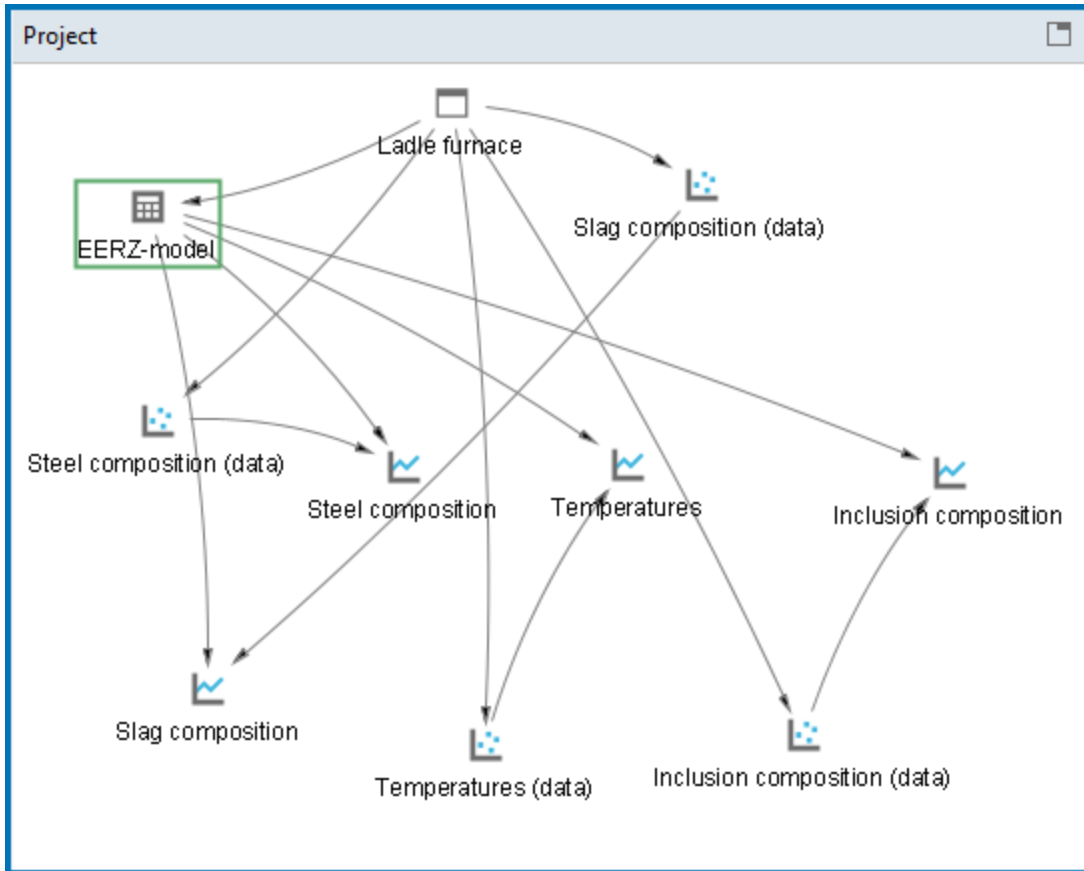 Project
Ladle furnace
Slag composition (data)
EERZ-model
Steel composition (data)
Steel composition
Temperatures
Inclusion composition
Slag composition
Temperatures (data)
Inclusion composition (data)